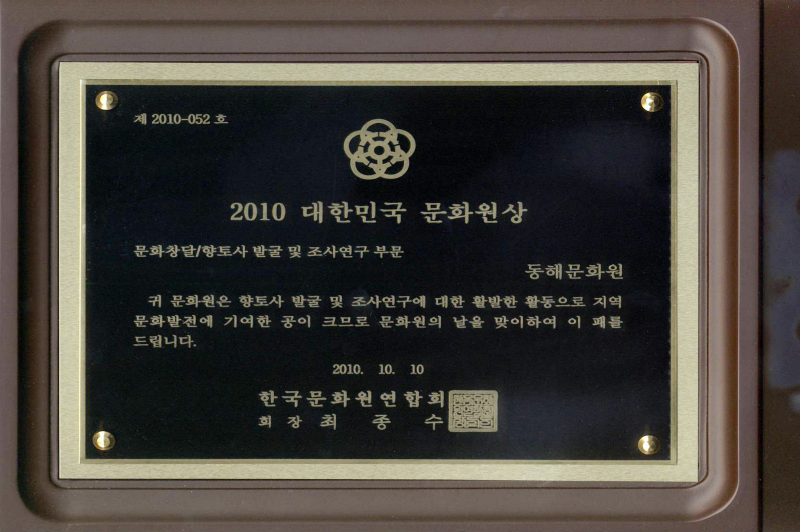 제 2010-052 호
2010 대한민국 문화원상
문화창달/향토사 발굴 및 조사연구 부문
동해문화원
귀 문화원은 향토사 발굴 및 조사연구에 대한 활발한 활동으로 지역
문화발전에 기여한 공이 크므로 문화원의 날을 맞이하여 이 패를
드립니다.
2010. 10. 10
한국문화원연합회
회 장 최 종 수